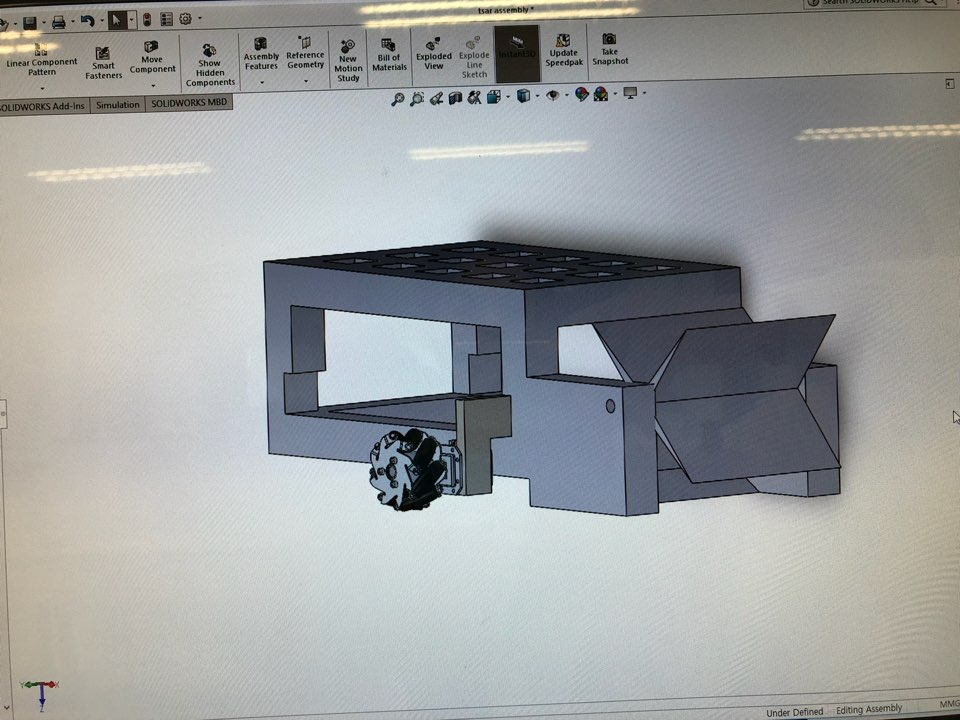 tsar assembly *
Search SOLIDWORKS Help
Linear Component
Pattern
Smart
Fasteners
Move
Component
Show
Hidden
Components
Assembly
Features
Reference
Geometry
New
Motion
Study
Bill of
Materials
Exploded
View
Explode
Line
Sketch
Instant3D
Update
Speedpak
Take
Snapshot
SOLIDWORKS Add-Ins
Simulation
SOLIDWORKS MBD
Y
X
Z
Under Defined
Editing Assembly
MMG